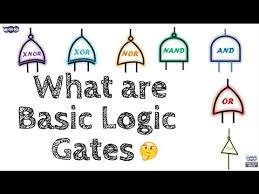 XNOR XOR NOR NAND AND
What are
Basic Logic
Gates
OR